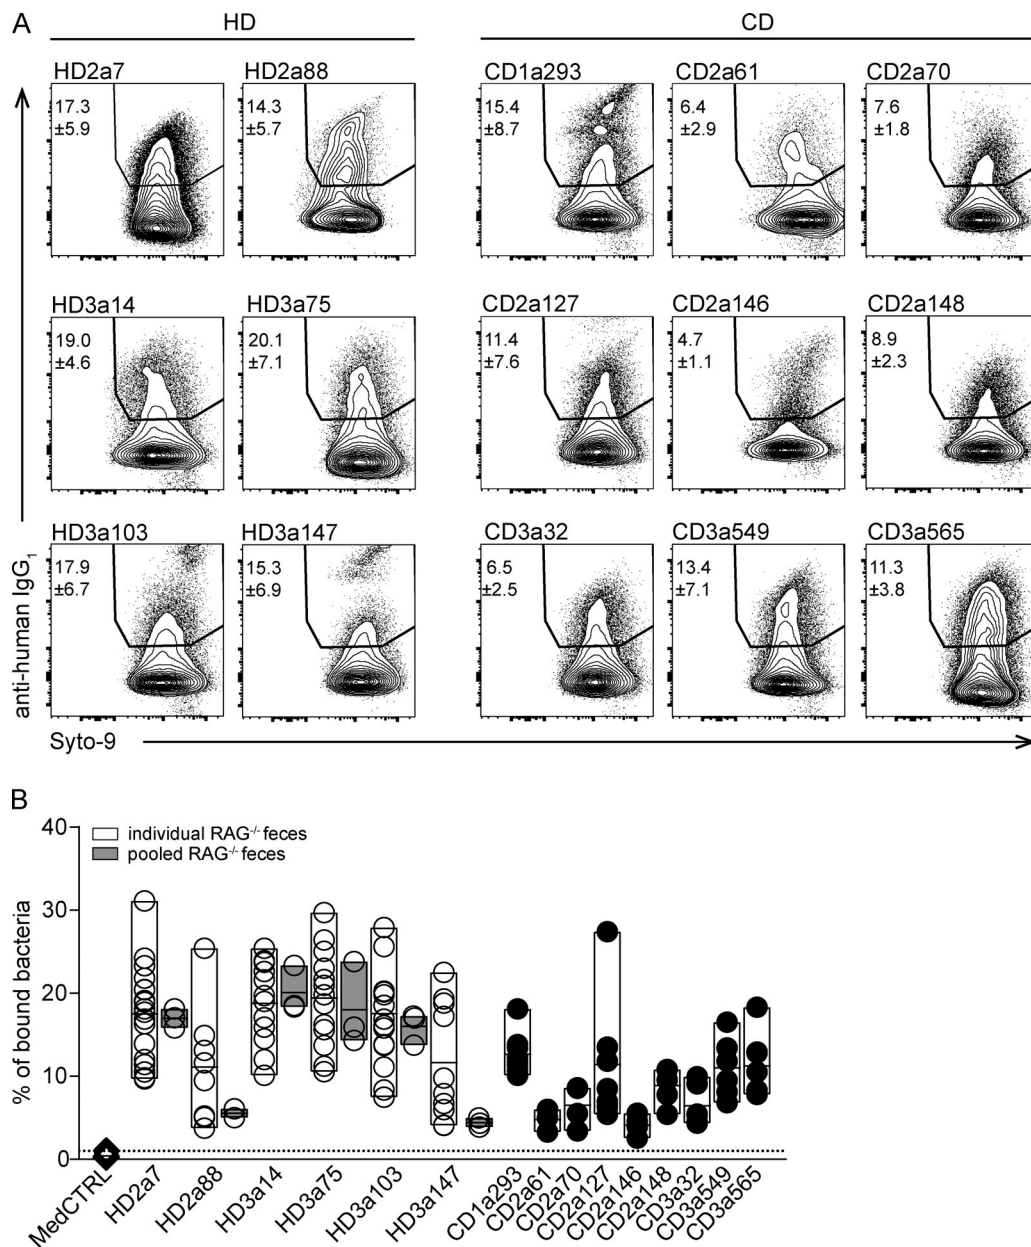 A
HD
CD
HD2a7
HD2a88
CD1a293
CD2a61
CD2a70
17.3
±5.9
14.3
±5.7
15.4
±8.7
6.4
±2.9
7.6
±1.8
HD3a14
HD3a75
CD2a127
CD2a146
CD2a148
19.0
±4.6
20.1
±7.1
11.4
±7.6
4.7
±1.1
8.9
±2.3
HD3a103
HD3a147
CD3a32
CD3a549
CD3a565
17.9
±6.7
15.3
±6.9
6.5
±2.5
13.4
±7.1
11.3
±3.8
anti-human IgG₁
Syto-9
B
% of bound bacteria
40
30
20
10
0
individual RAG⁻/⁻ feces
pooled RAG⁻/⁻ feces
MedCTRL
HD2a7
HD2a88
HD3a14
HD3a75
HD3a103
HD3a147
CD1a293
CD2a61
CD2a70
CD2a127
CD2a146
CD2a148
CD3a32
CD3a549
CD3a565